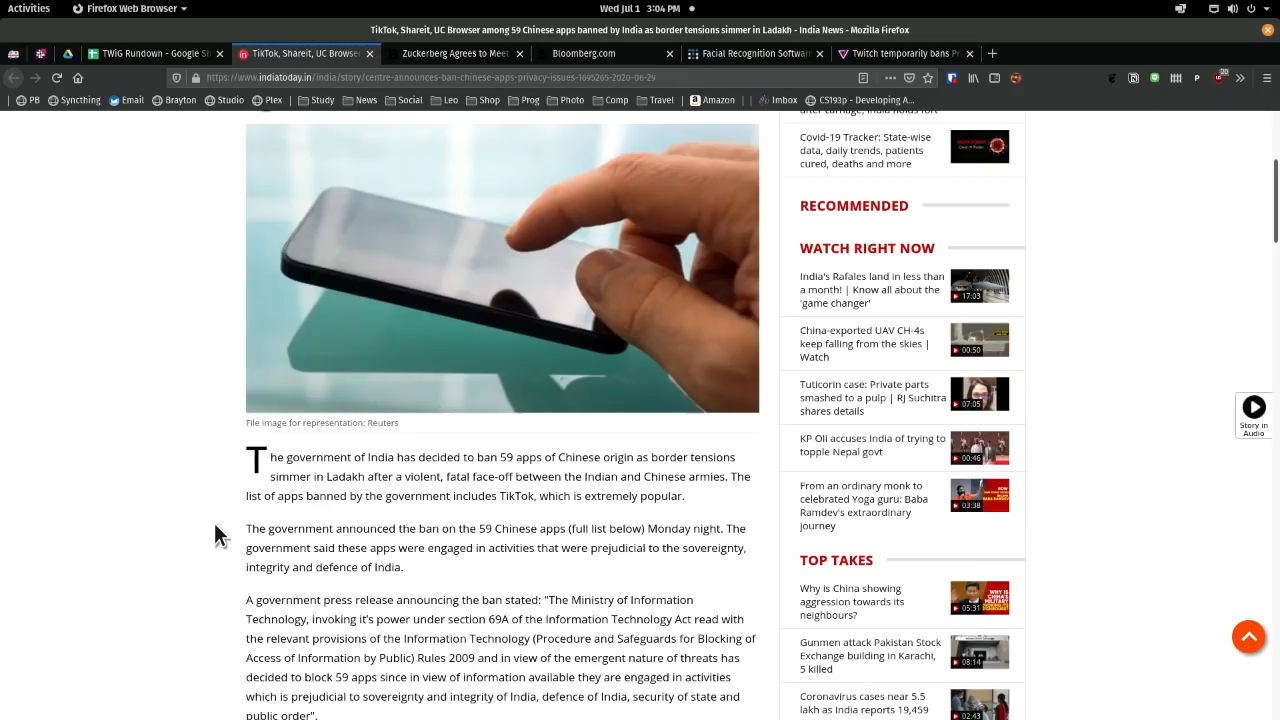 Activities
Firefox Web Browser
Wed Jul 1 3:04 PM
TikTok, Shareit, UC Browser among 59 Chinese apps banned by India as border tensions simmer in Ladakh - India News - Mozilla Firefox
TWiG Rundown - Google Sh
TikTok, Shareit, UC Browser
Zuckerberg Agrees to Meet
Bloomberg.com
Facial Recognition Softwar
Twitch temporarily bans Pr
https://www.indiatoday.in/india/story/centre-announces-ban-chinese-apps-privacy-issues-1695265-2020-06-29
PB
Syncthing
Email
Brayton
Studio
Plex
Study
News
Social
Leo
Shop
Prog
Photo
Comp
Travel
Amazon
Imbox
CS193p - Developing A...
File image for representation: Reuters
The government of India has decided to ban 59 apps of Chinese origin as border tensions
simmer in Ladakh after a violent, fatal face-off between the Indian and Chinese armies. The
list of apps banned by the government includes TikTok, which is extremely popular.
The government announced the ban on the 59 Chinese apps (full list below) Monday night. The
government said these apps were engaged in activities that were prejudicial to the sovereignty,
integrity and defence of India.
A government press release announcing the ban stated: "The Ministry of Information
Technology, invoking its power under section 69A of the Information Technology Act read with
the relevant provisions of the Information Technology (Procedure and Safeguards for Blocking of
Access of Information by Public) Rules 2009 and in view of the emergent nature of threats has
decided to block 59 apps since in view of information available they are engaged in activities
which is prejudicial to sovereignty and integrity of India, defence of India, security of state and
public order".
after carnage, India holds fort
Covid-19 Tracker: State-wise
data, daily trends, patients
cured, deaths and more
RECOMMENDED
WATCH RIGHT NOW
India's Rafales land in less than
a month! | Know all about the
'game changer'
17:03
China-exported UAV CH-4s
keep falling from the skies |
Watch
00:50
Tuticorin case: Private parts
smashed to a pulp | RJ Suchitra
shares details
07:05
KP Oli accuses India of trying to
topple Nepal govt
00:46
From an ordinary monk to
celebrated Yoga guru: Baba
Ramdev's extraordinary
journey
03:38
TOP TAKES
Why is China showing
aggression towards its
neighbours?
05:31
Gunmen attack Pakistan Stock
Exchange building in Karachi,
5 killed
08:14
Coronavirus cases near 5.5
lakh as India reports 19,459
02:43
Story in
Audio